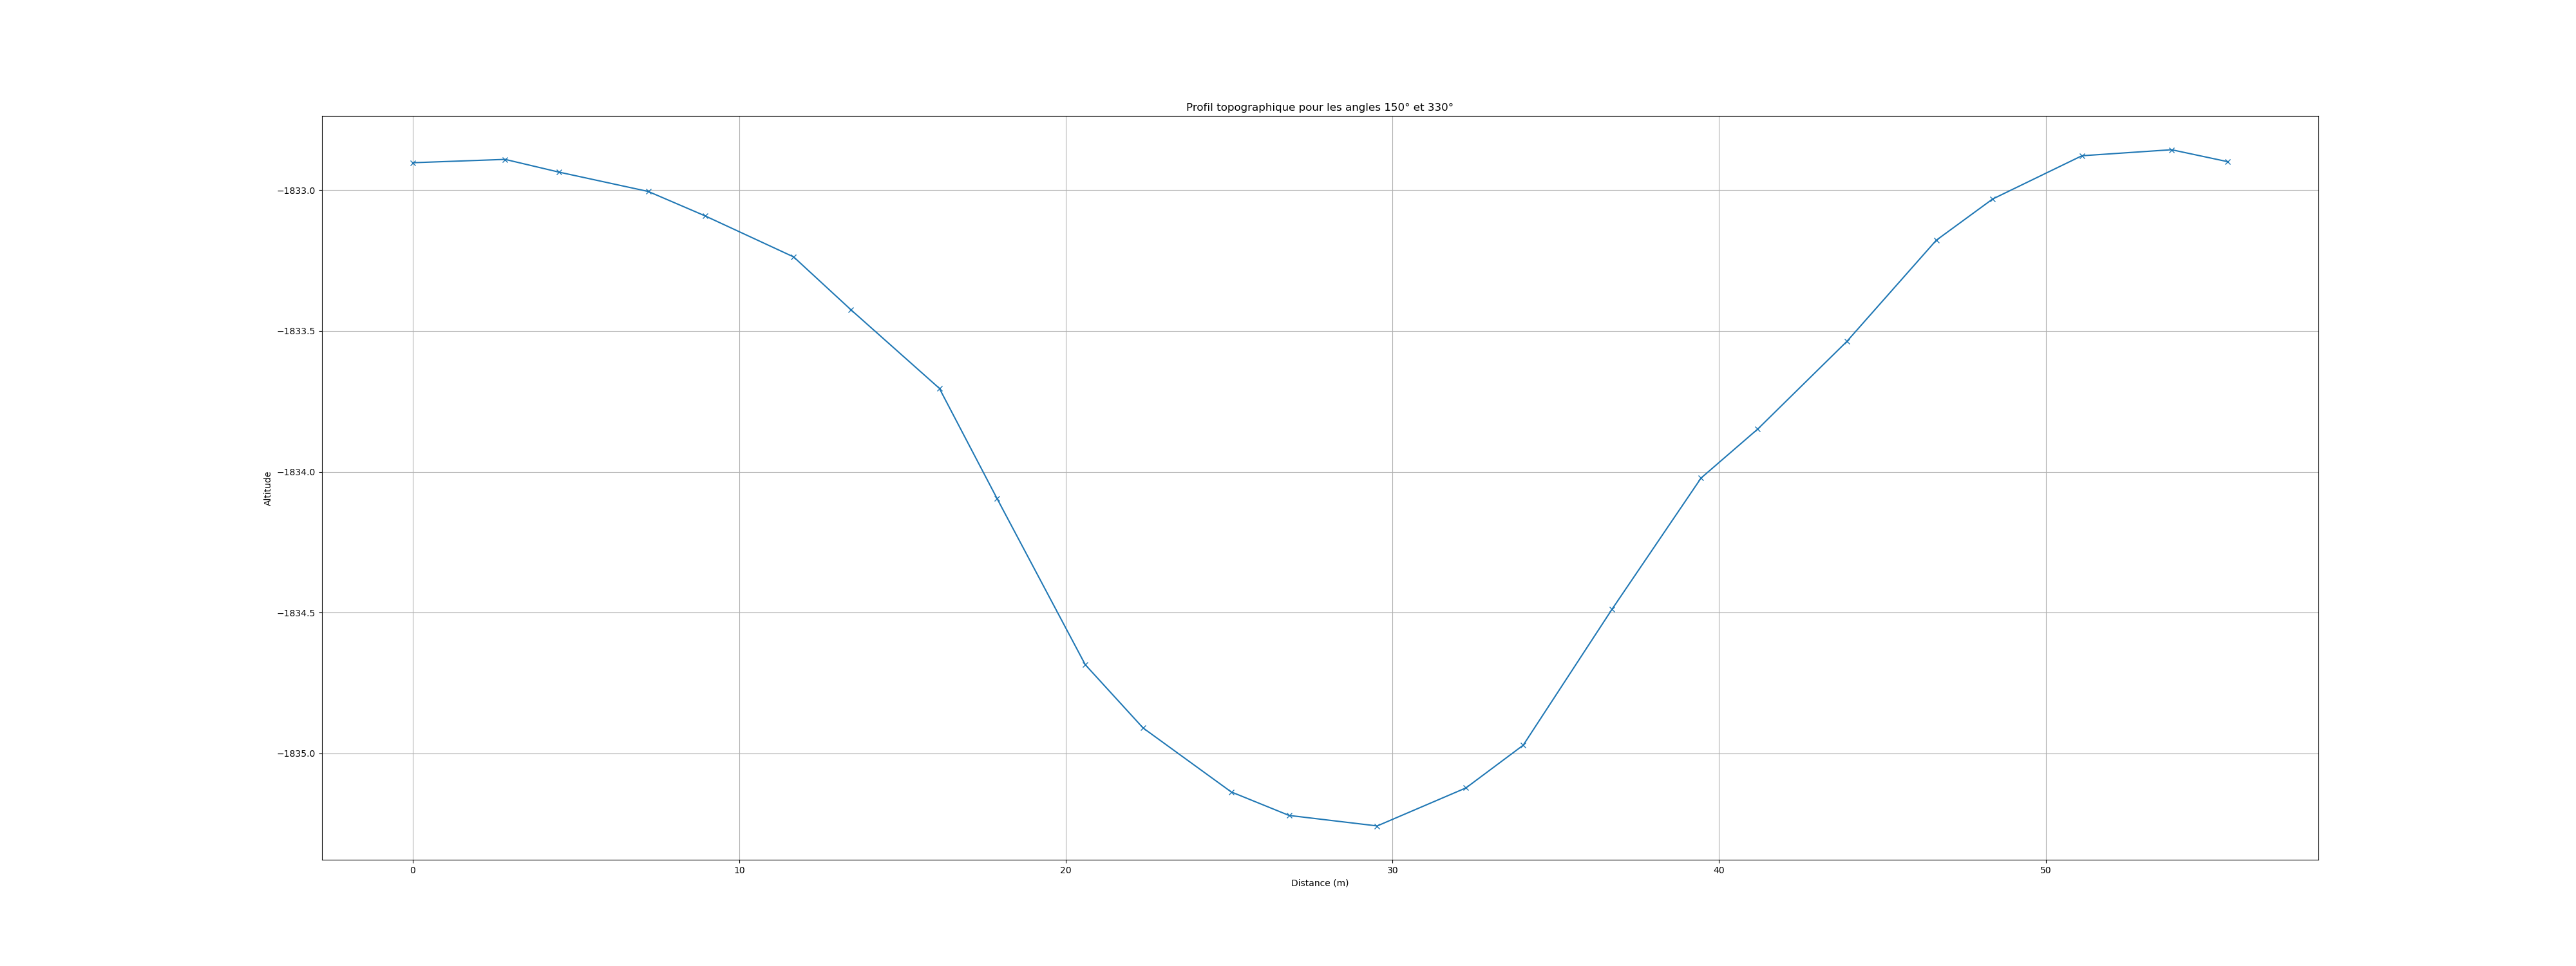 Profil topographique pour les angles 150° et 330°
Altitude
−1833.0
−1833.5
−1834.0
−1834.5
−1835.0
0 10 20 30 40 50
Distance (m)